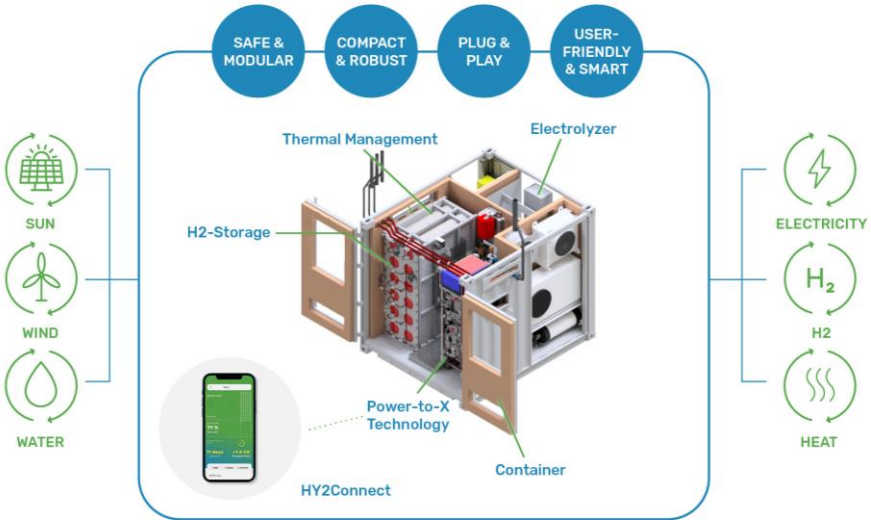 SAFE &
MODULAR
COMPACT
& ROBUST
PLUG &
PLAY
USER-
FRIENDLY
& SMART
Thermal Management
Electrolyzer
H2-Storage
SUN
WIND
WATER
ELECTRICITY
H₂
H2
HEAT
Power-to-X
Technology
Container
HY2Connect